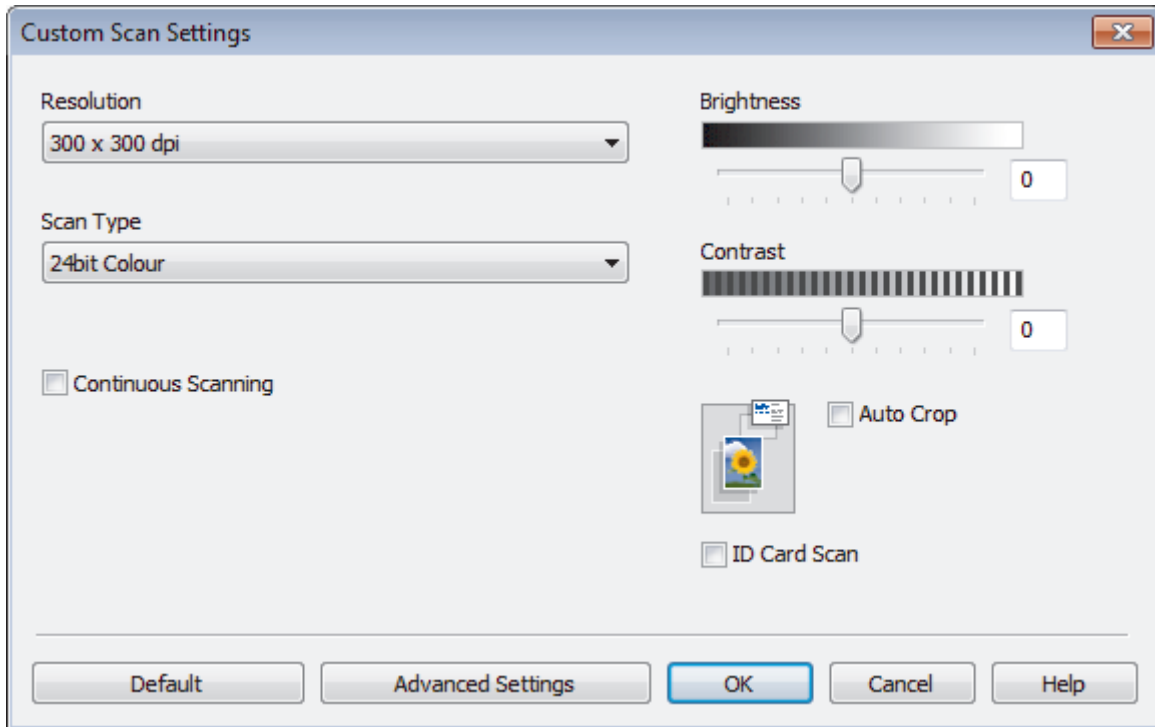 Custom Scan Settings
Resolution
300 x 300 dpi
Scan Type
24bit Colour
Continuous Scanning
Brightness
0
Contrast
0
Auto Crop
ID Card Scan
Default
Advanced Settings
OK
Cancel
Help